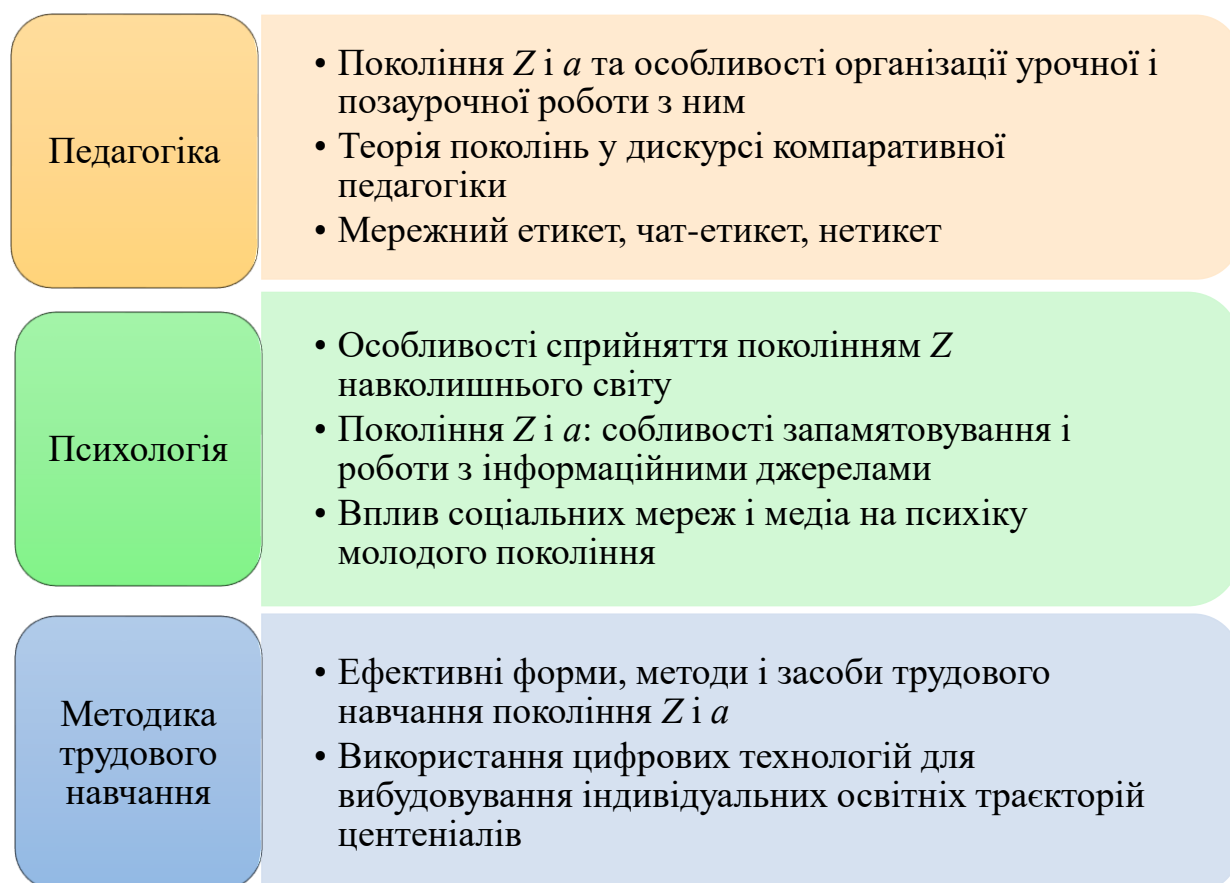 Педагогіка
• Покоління Z і a та особливості організації урочної і
позаурочної роботи з ним
• Теорія поколінь у дискурсі компаративної
педагогіки
• Мережний етикет, чат-етикет, нетикет
Психологія
• Особливості сприйняття поколінням Z
навколишнього світу
• Покоління Z і a: собливості запамятовування і
роботи з інформаційними джерелами
• Вплив соціальних мереж і медіа на психіку
молодого покоління
Методика
трудового
навчання
• Ефективні форми, методи і засоби трудового
навчання покоління Z і a
• Використання цифрових технологій для
вибудовування індивідуальних освітніх траєкторій
центеніалів